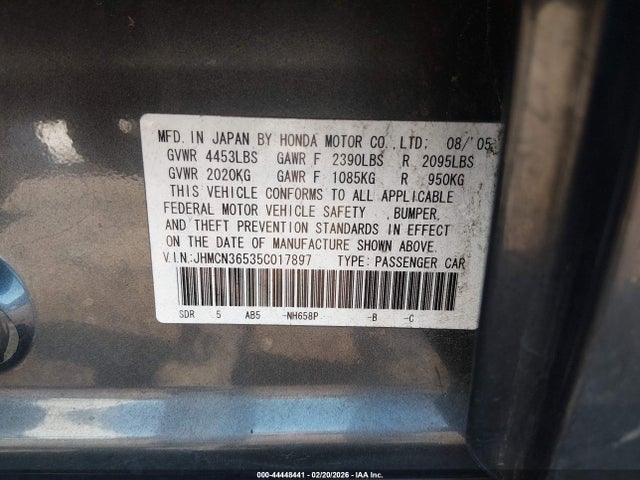 MFD. IN JAPAN BY HONDA MOTOR CO.,LTD; 08/'05
GVWR 4453LBS GAWR F 2390LBS R 2095LBS
GVWR 2020KG GAWR F 1085KG R 950KG
THIS VEHICLE CONFORMS TO ALL APPLICABLE
FEDERAL MOTOR VEHICLE SAFETY ,BUMPER,
AND THEFT PREVENTION STANDARDS IN EFFECT
ON THE DATE OF MANUFACTURE SHOWN ABOVE.
V.I.N:JHMCN36535C017897 TYPE: PASSENGER CAR
SDR 5 AB5 -NH658P -B -C
000-44448441 - 02/20/2026 - IAA Inc.